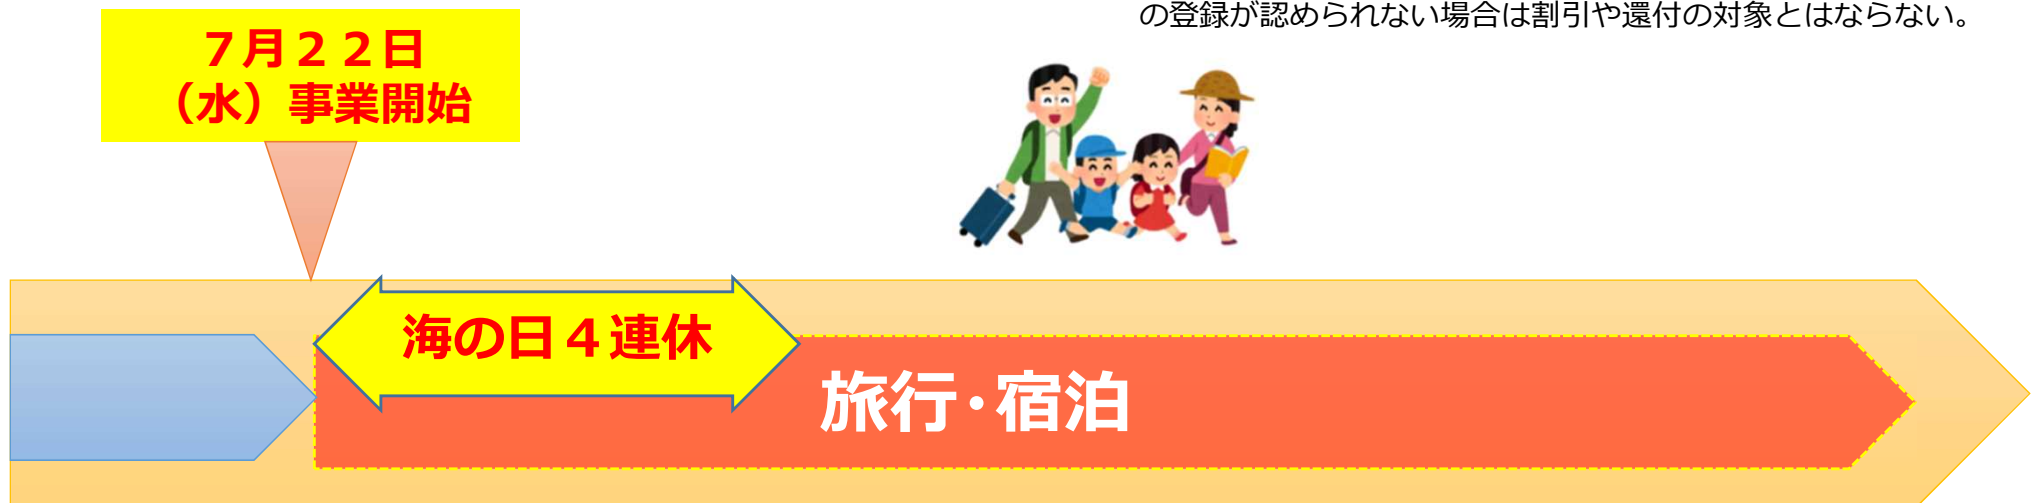 の登録が認められない場合は割引や還付の対象とはならない。
７月２２日
（水）事業開始
海の日４連休
旅行・宿泊